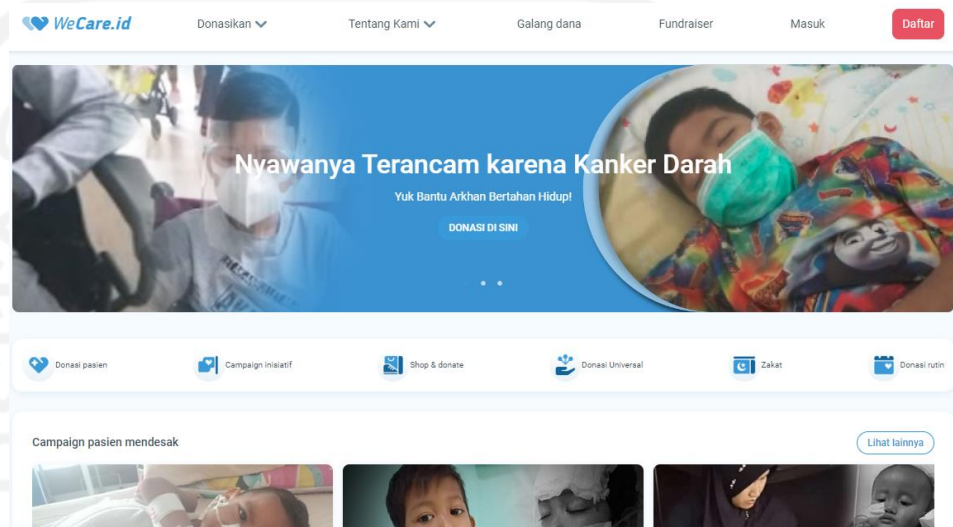 WeCare.id
Donasikan
Tentang Kami
Galang dana
Fundraiser
Masuk
Daftar
Nyawanya Terancam karena Kanker Darah
Yuk Bantu Arkhan Bertahan Hidup!
DONASI DI SINI
Donasi pasien
Campaign inisiatif
Shop & donate
Donasi Universal
Zakat
Donasi rutin
Campaign pasien mendesak
Lihat lainnya